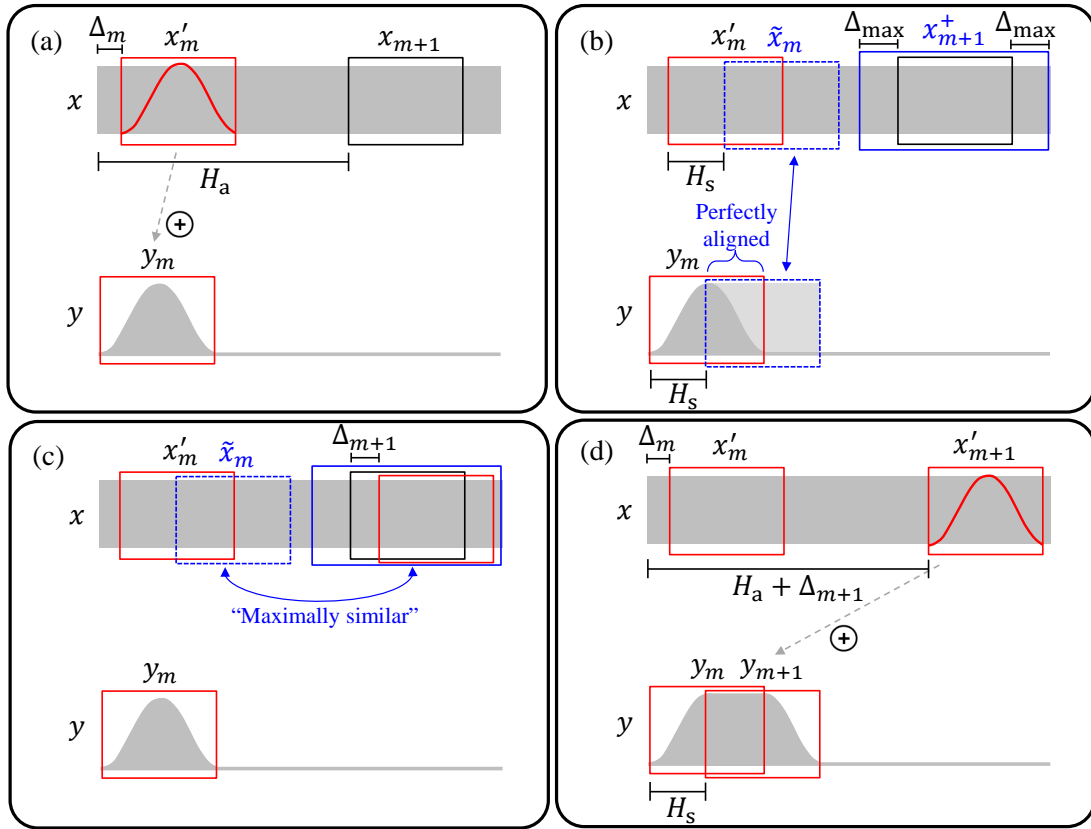 (a)
Δm x′m xm+1
x
Ha
+
ym
y
(b)
x′m x̃m Δmax x+m+1 Δmax
x
Hs
Perfectly
aligned
ym
y
Hs
(c)
x′m x̃m Δm+1
x
“Maximally similar”
ym
y
(d)
Δm x′m x′m+1
x
Ha + Δm+1
+
ym ym+1
y
Hs